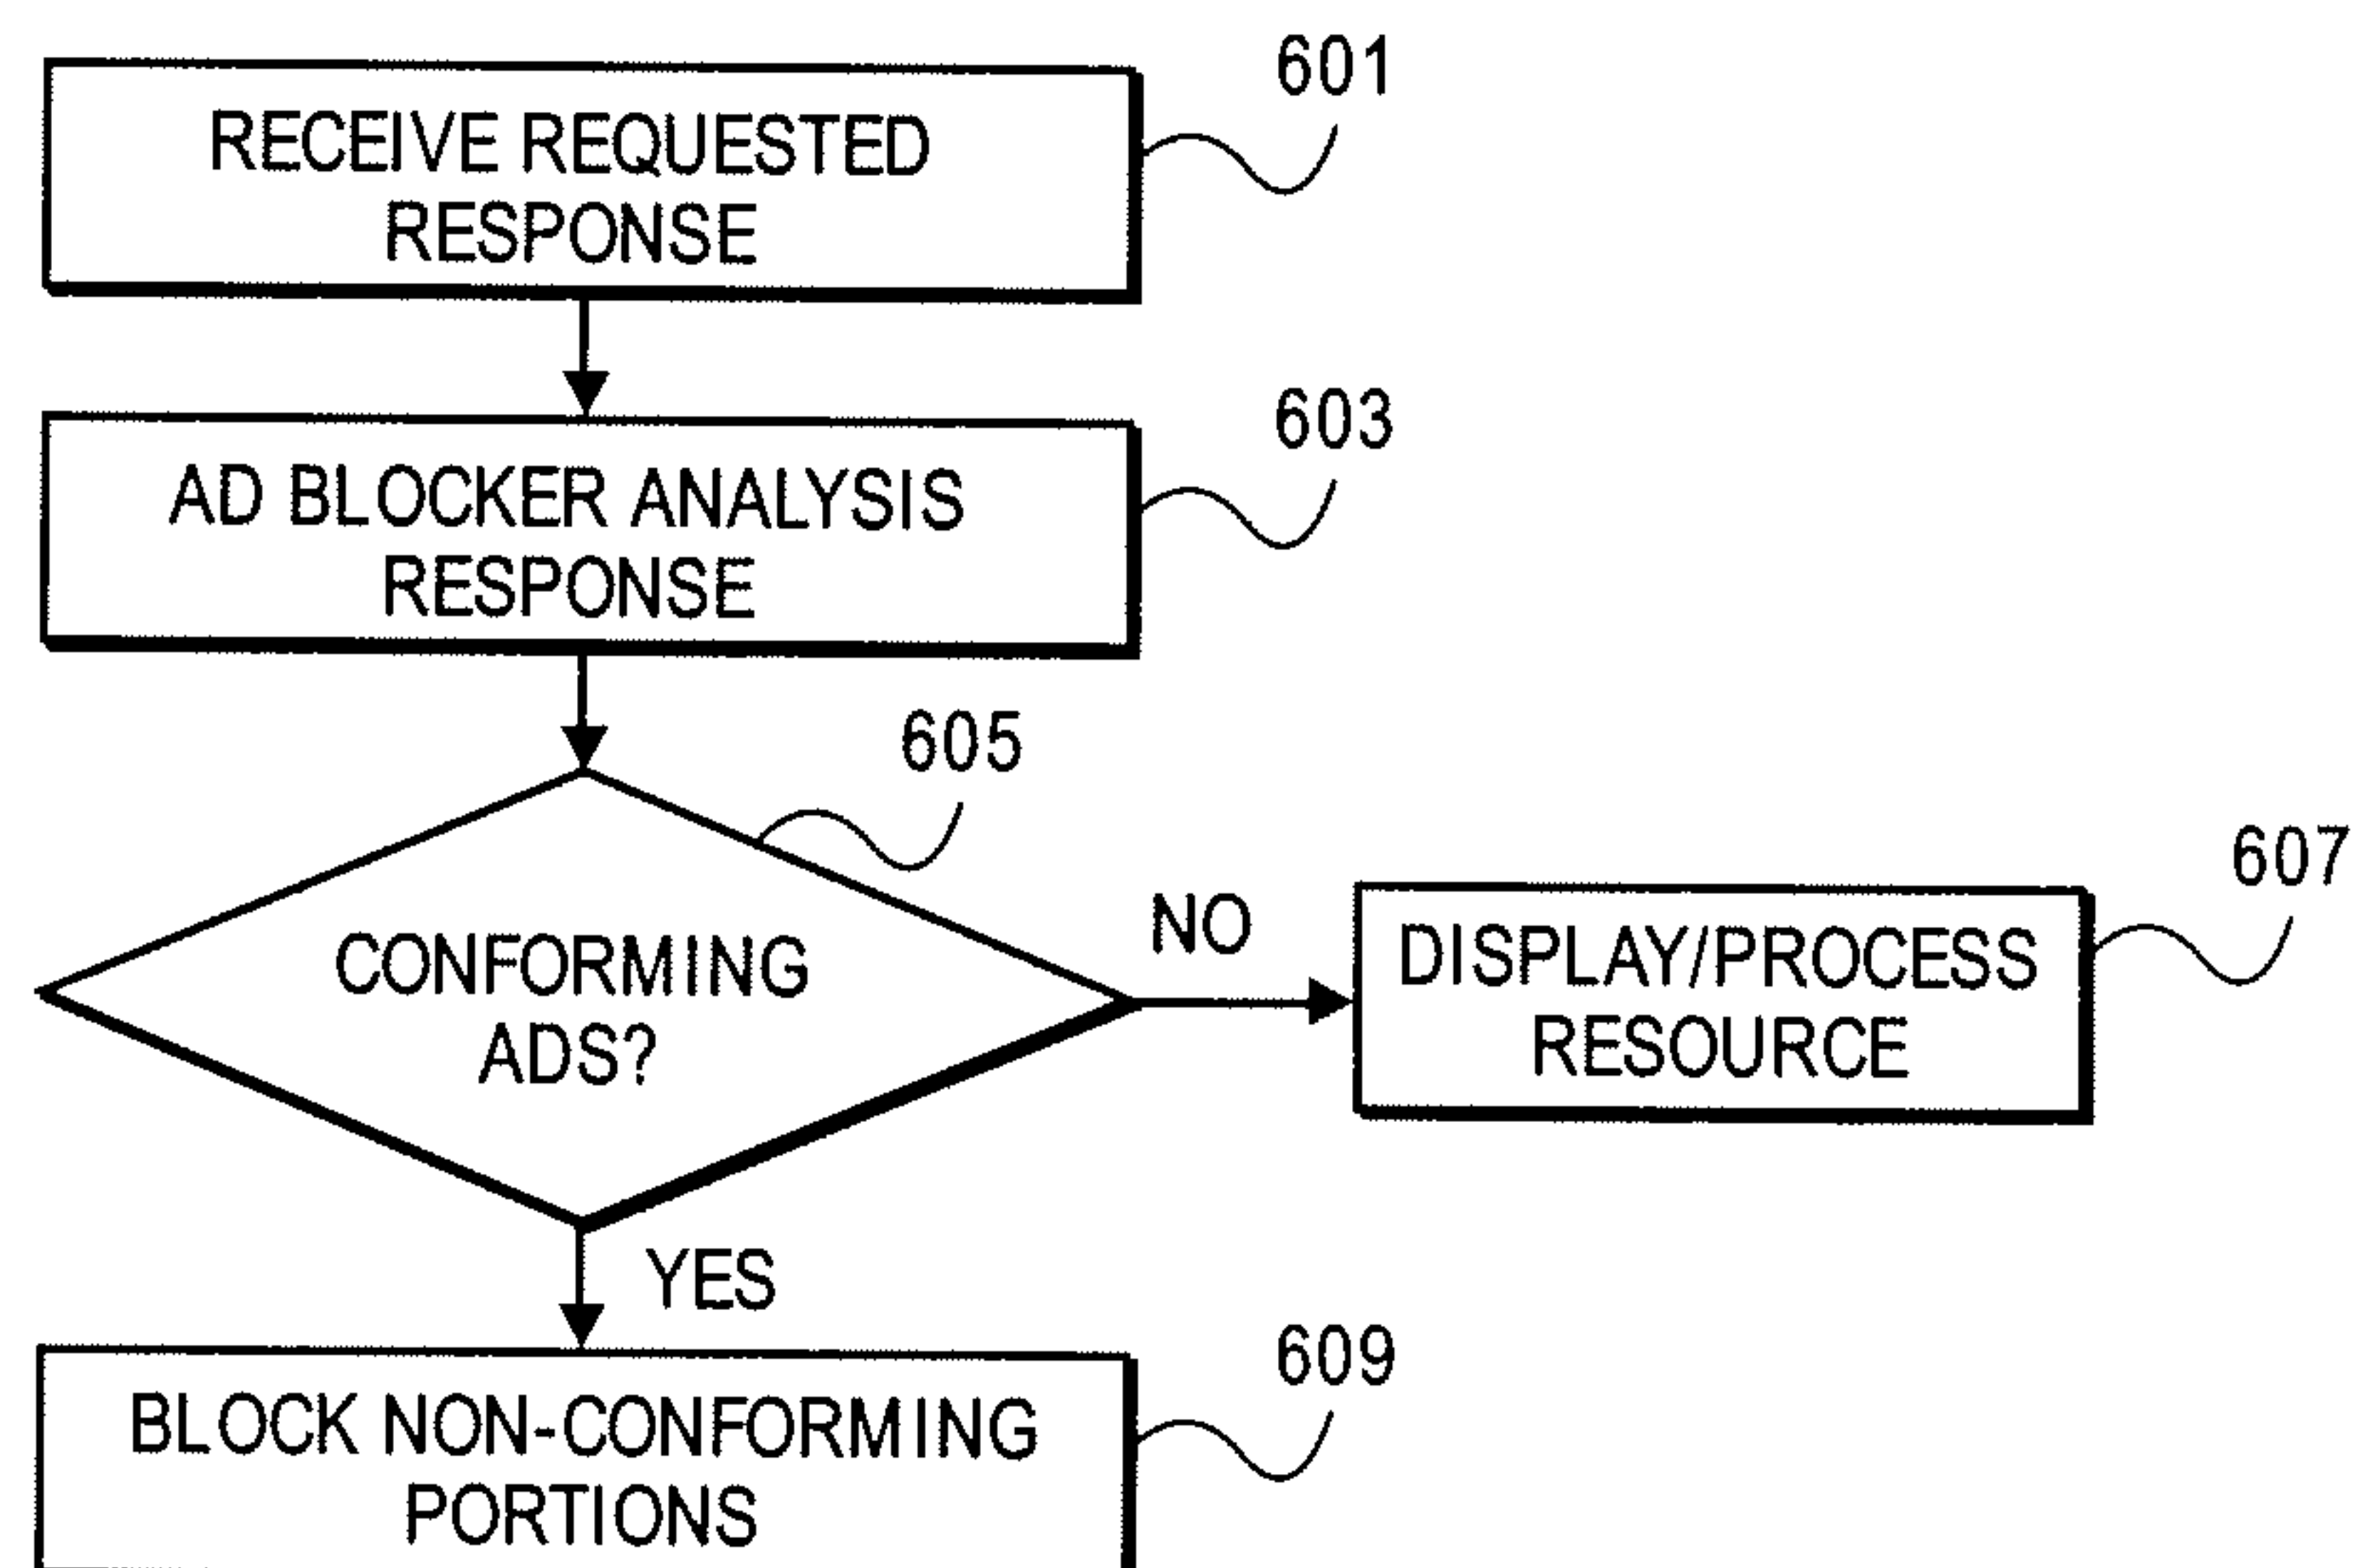 601
RECEIVE REQUESTED
RESPONSE
603
AD BLOCKER ANALYSIS
RESPONSE
605
CONFORMING
ADS?
NO
607
DISPLAY/PROCESS
RESOURCE
YES
609
BLOCK NON-CONFORMING
PORTIONS